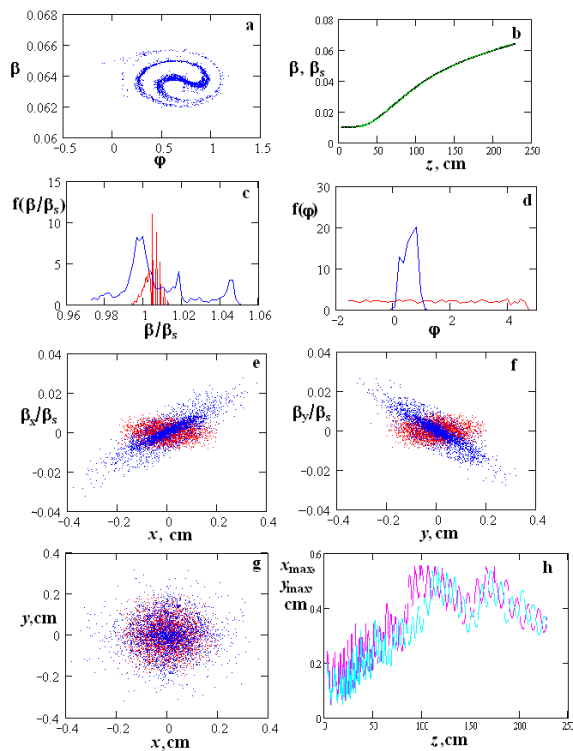 0.068
0.066
0.064
0.062
0.06
β
a
−0.5 0 0.5 1 1.5
φ
0.08
0.06
0.04
0.02
0.00
β, βs
b
0 50 100 150 200 250
z, cm
15
10
5
0
f(β/βs)
c
0.96 0.98 1 1.02 1.04 1.06
β/βs
30
20
10
0
f(φ)
d
−2 0 2 4
φ
0.04
0.02
0
−0.02
−0.04
βx/βs
e
−0.4 −0.2 0 0.2 0.4
x, cm
0.04
0.02
0
−0.02
−0.04
βy/βs
f
−0.4 −0.2 0 0.2 0.4
y, cm
0.4
0.2
0
−0.2
−0.4
y,cm
g
−0.4 −0.2 0 0.2 0.4
x, cm
0.6
0.4
0.2
0
xmax,
ymax,
cm
h
0 50 100 150 200 250
z,cm